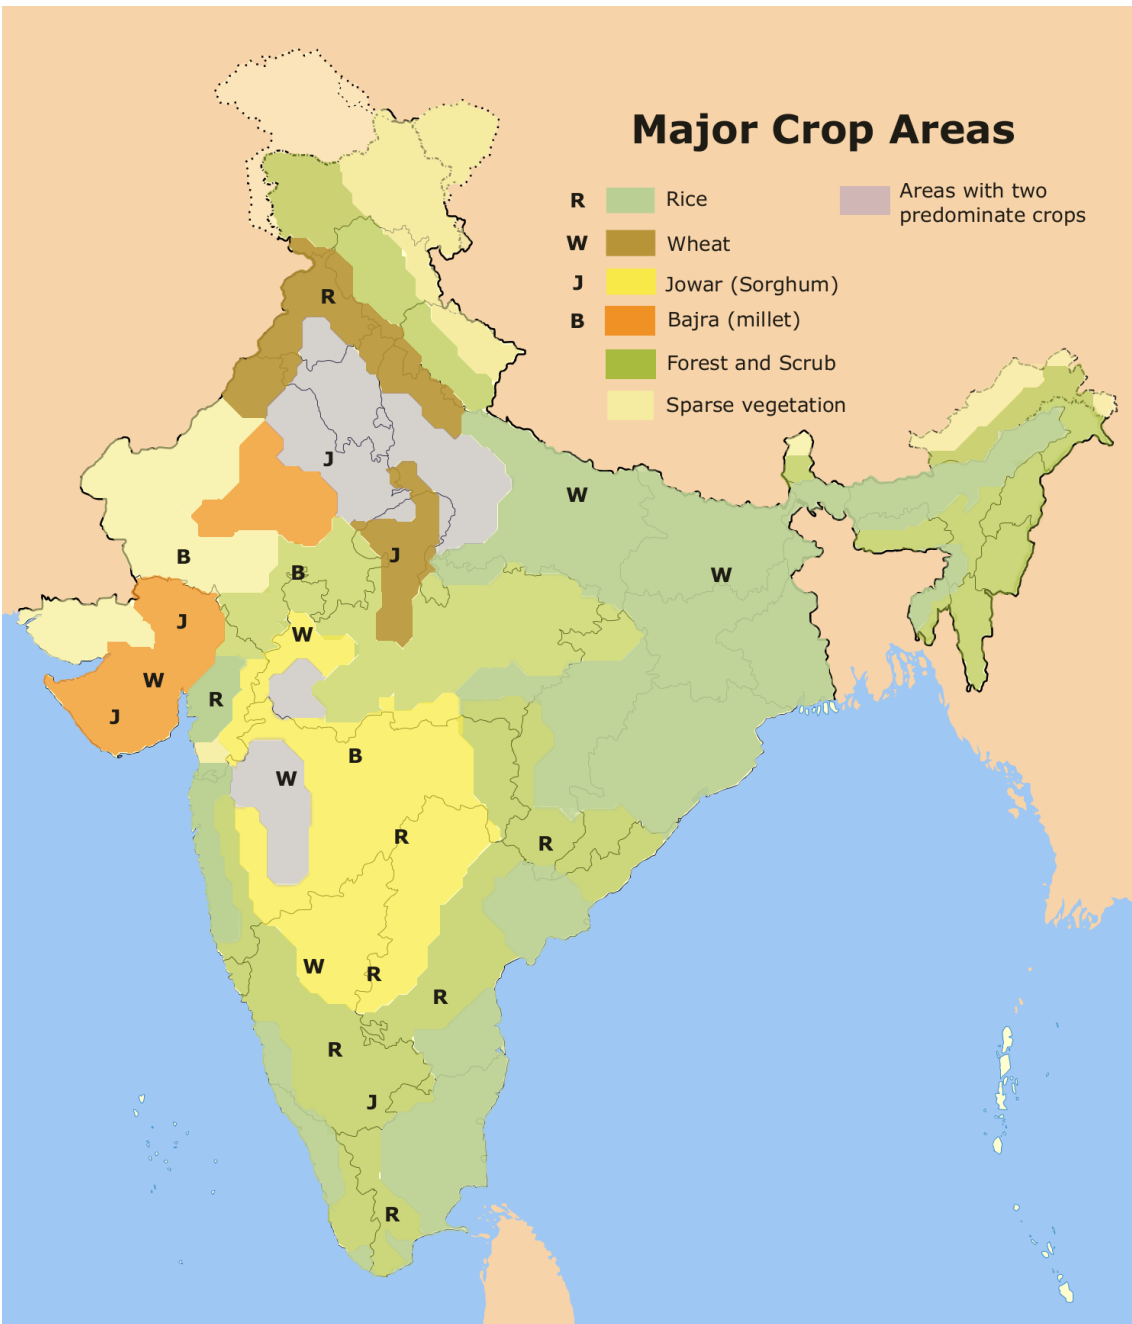 Major Crop Areas
R Rice
W Wheat
J Jowar (Sorghum)
B Bajra (millet)
Forest and Scrub
Sparse vegetation
Areas with two
predominate crops
R
J
W
B
J
B
W
J
W
W
R
J
B
W
R
R
W
R
R
R
J
R